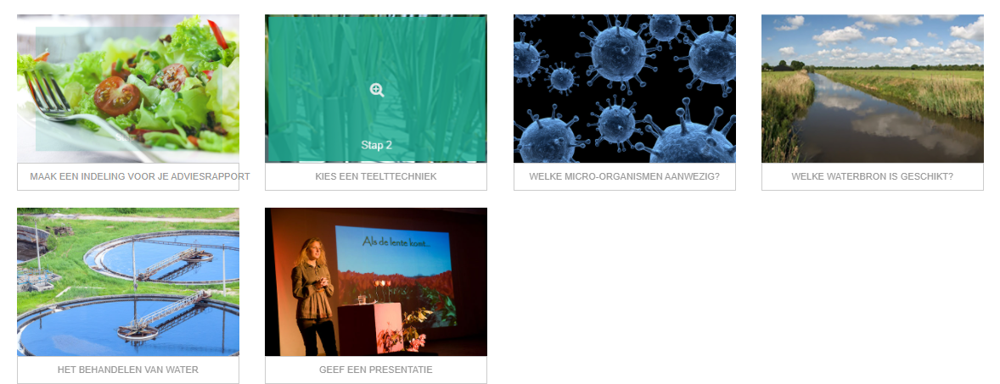 Stap 2
MAAK EEN INDELING VOOR JE ADVIESRAPPORT
KIES EEN TEELTTECHNIEK
WELKE MICRO-ORGANISMEN AANWEZIG?
WELKE WATERBRON IS GESCHIKT?
Als de lente komt...
HET BEHANDELEN VAN WATER
GEEF EEN PRESENTATIE